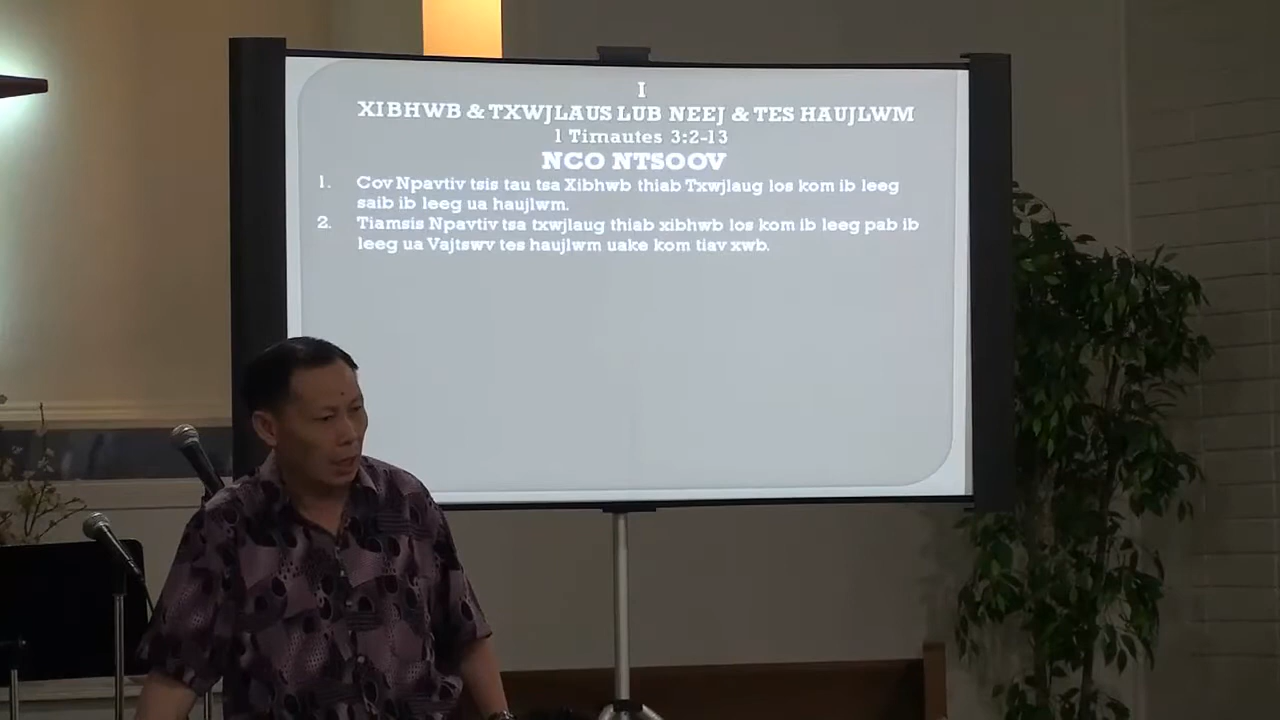 I
XIBHWB & TXWJLAUS LUB NEEJ & TES HAUJLWM
1 Timautes 3:2-13
NCO NTSOOV
1. Cov Npavtiv tsis tau tsa Xibhwb thiab Txwjlaug los kom ib leeg
saib ib leeg ua haujlwm.
2. Tiamsis Npavtiv tsa txwjlaug thiab xibhwb los kom ib leeg pab ib
leeg ua Vajtswv tes haujlwm uake kom tiav xwb.